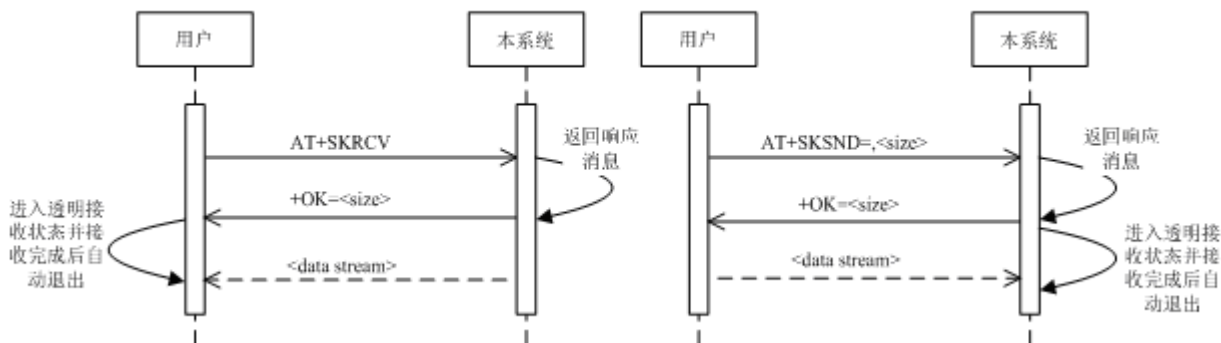 用户
本系统
AT+SKRCV
返回响应
消息
+OK=<size>
进入透明接
收状态并接
收完成后自
动退出
<data stream>
用户
本系统
AT+SKSND=,<size>
返回响应
消息
+OK=<size>
进入透明接
收状态并接
收完成后自
动退出
<data stream>